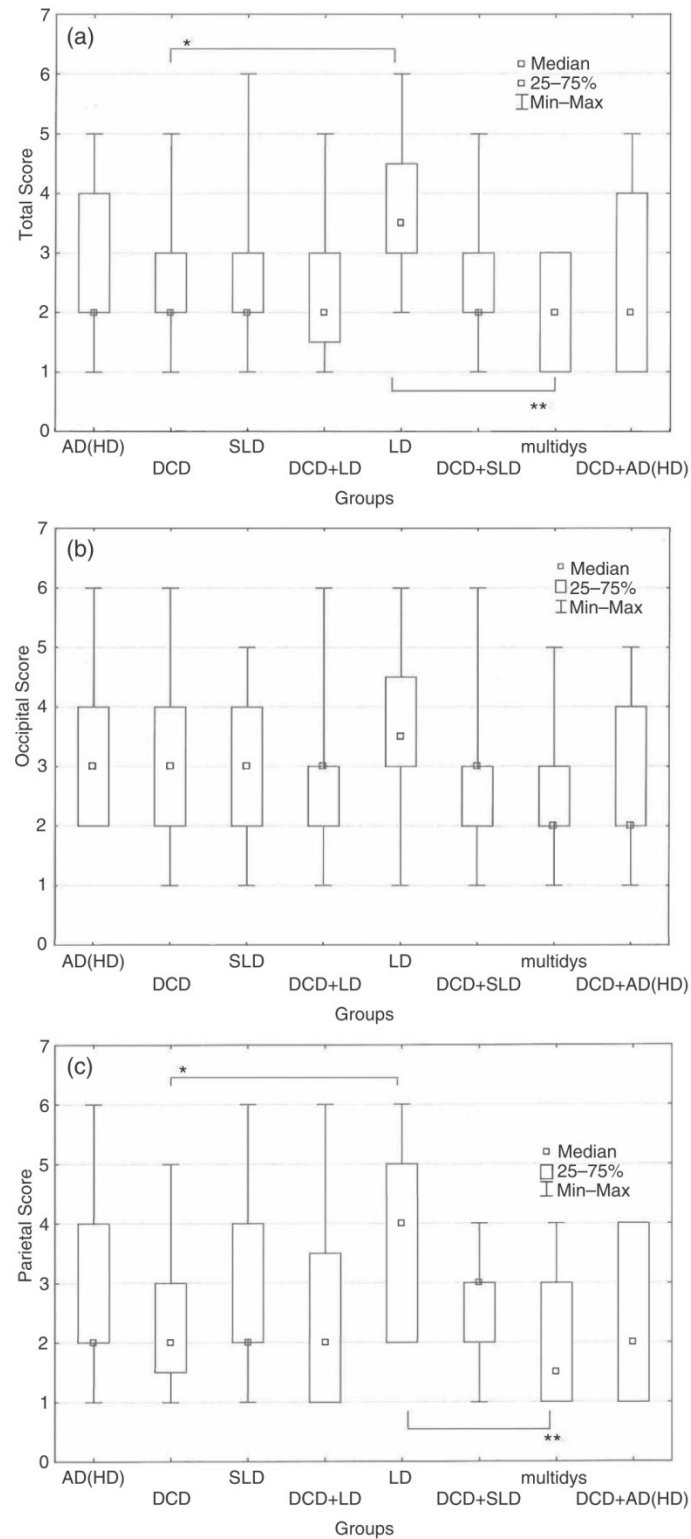 (a)
*
Median
25–75%
Min–Max
Total Score
7
6
5
4
3
2
1
0
**
AD(HD) SLD LD multidys
DCD DCD+LD DCD+SLD DCD+AD(HD)
Groups
(b)
Median
25–75%
Min–Max
Occipital Score
7
6
5
4
3
2
1
0
AD(HD) SLD LD multidys
DCD DCD+LD DCD+SLD DCD+AD(HD)
Groups
(c)
*
Median
25–75%
Min–Max
Parietal Score
7
6
5
4
3
2
1
0
**
AD(HD) SLD LD multidys
DCD DCD+LD DCD+SLD DCD+AD(HD)
Groups